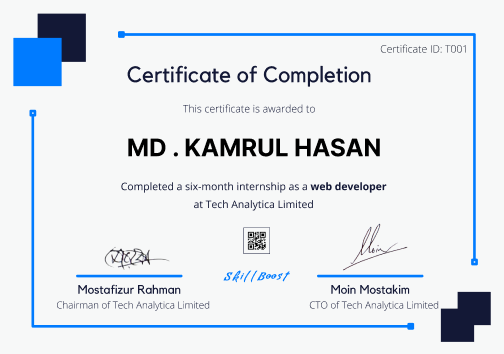 Certificate ID: T001
Certificate of Completion
This certificate is awarded to
MD . KAMRUL HASAN
Completed a six-month internship as a web developer
at Tech Analytica Limited
Moin
SkillBoost
Mostafizur Rahman
Moin Mostakim
Chairman of Tech Analytica Limited
CTO of Tech Analytica Limited